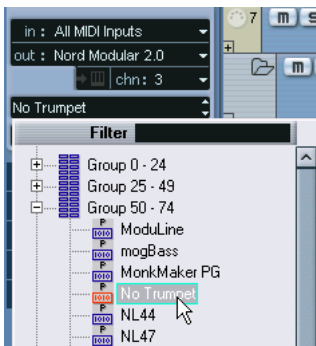 in : All MIDI Inputs
7 m s
out : Nord Modular 2.0
chn : 3
m
No Trumpet
Filter
Group 0 - 24
Group 25 - 49
Group 50 - 74
P ModuLine
P mogBass
P MonkMaker PG
P No Trumpet
P NL44
P NL47